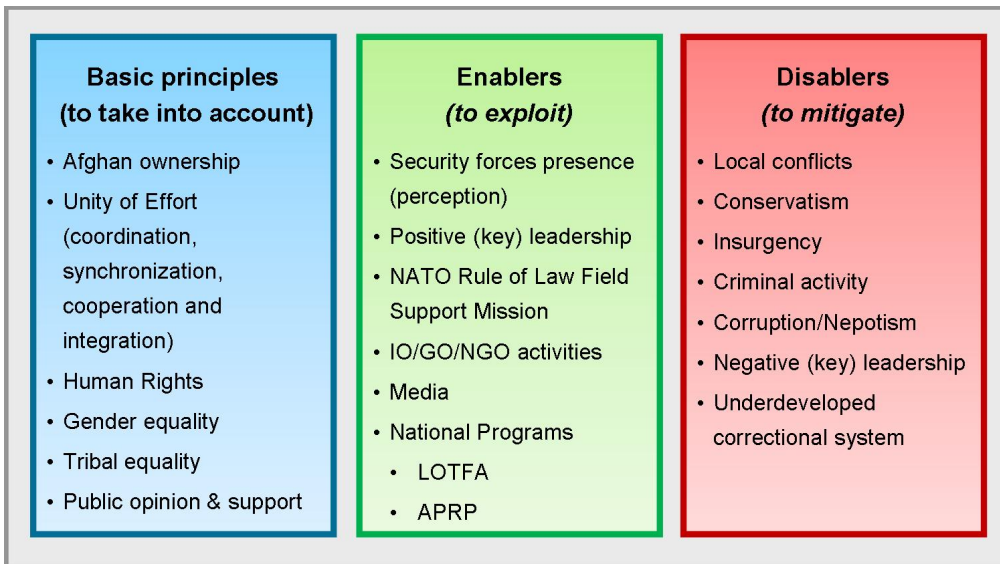 Basic principles
(to take into account)
• Afghan ownership
• Unity of Effort
(coordination,
synchronization,
cooperation and
integration)
• Human Rights
• Gender equality
• Tribal equality
• Public opinion & support
Enablers
(to exploit)
• Security forces presence
(perception)
• Positive (key) leadership
• NATO Rule of Law Field
Support Mission
• IO/GO/NGO activities
• Media
• National Programs
• LOTFA
• APRP
Disablers
(to mitigate)
• Local conflicts
• Conservatism
• Insurgency
• Criminal activity
• Corruption/Nepotism
• Negative (key) leadership
• Underdeveloped
correctional system